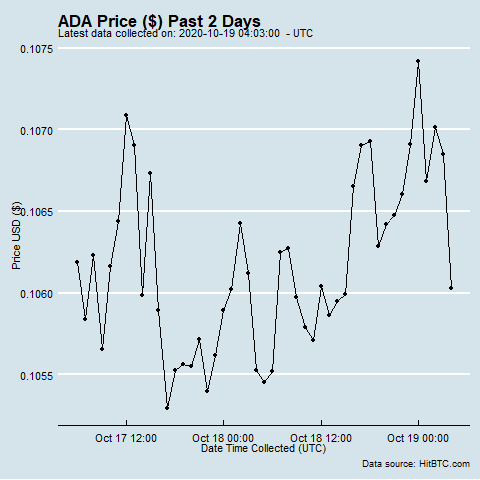 ADA Price ($) Past 2 Days
Latest data collected on: 2020-10-19 04:03:00  - UTC
0.1075
0.1070
0.1065
0.1060
0.1055
Price USD ($)
Oct 17 12:00
Oct 18 00:00
Oct 18 12:00
Oct 19 00:00
Date Time Collected (UTC)
Data source: HitBTC.com